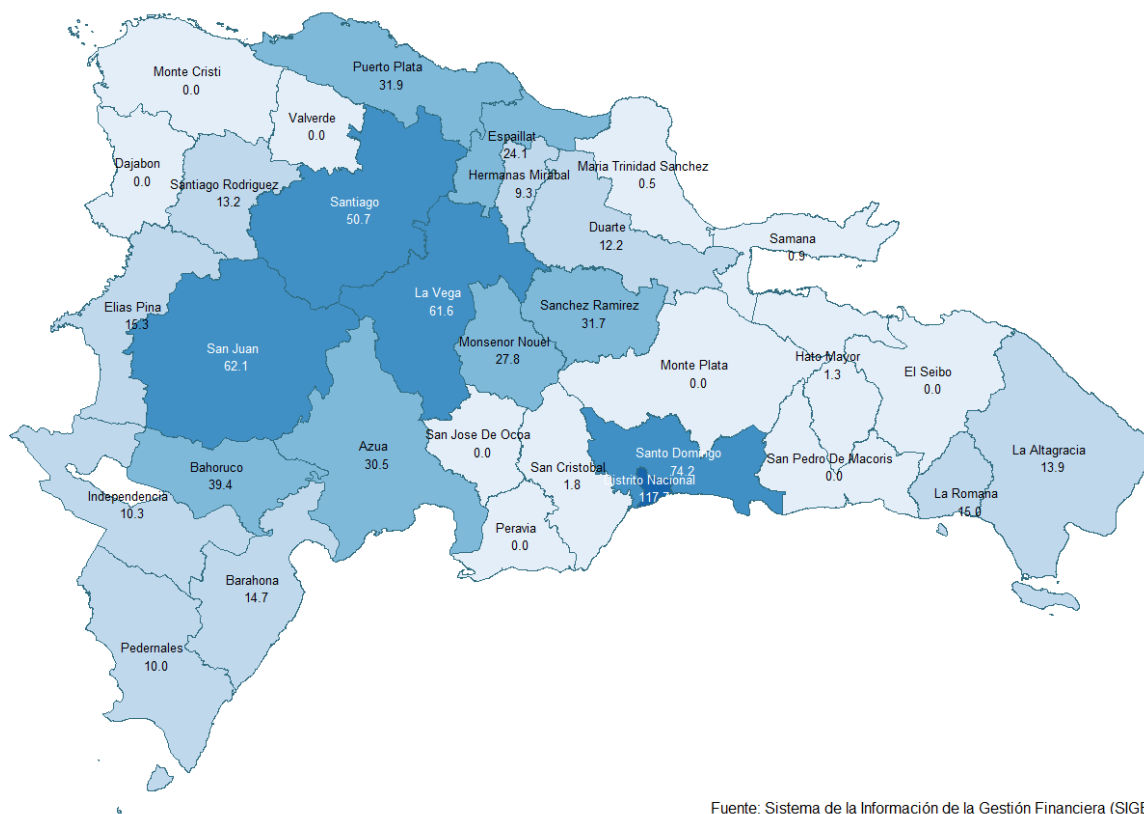 Puerto Plata
31.9
Monte Cristi
0.0
Valverde
0.0
Espaillat
24.1
Dajabon
0.0
Santiago Rodriguez
13.2
Hermanas Mirabal
9.3
Maria Trinidad Sanchez
0.5
Santiago
50.7
Duarte
12.2
Samana
0.9
La Vega
61.6
Sanchez Ramirez
31.7
Elias Pina
15.3
San Juan
62.1
Monsenor Nouel
27.8
Monte Plata
0.0
Hato Mayor
1.3
El Seibo
0.0
San Jose De Ocoa
0.0
Azua
30.5
Santo Domingo
74.2
La Altagracia
13.9
San Pedro De Macoris
0.0
San Cristobal
1.8
Bahoruco
39.4
Distrito Nacional
117.7
Independencia
10.3
La Romana
15.0
Peravia
0.0
Barahona
14.7
Pedernales
10.0
Fuente: Sistema de la Información de la Gestión Financiera